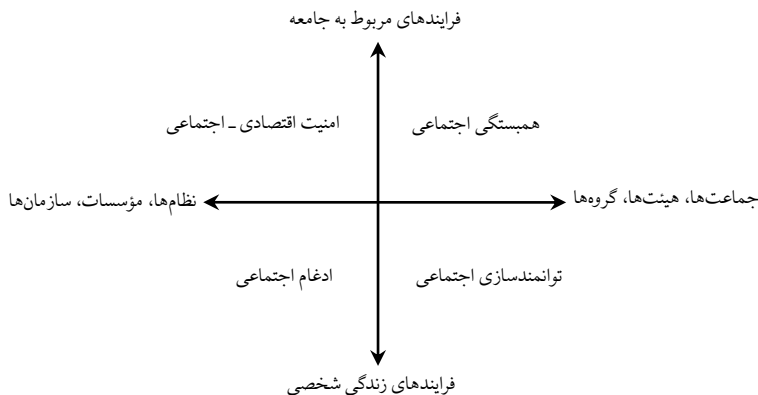 فرایندهای مربوط به جامعه
همبستگی اجتماعی
امنیت اقتصادی ـ اجتماعی
جماعت‌ها، هیئت‌ها، گروه‌ها
نظام‌ها، مؤسسات، سازمان‌ها
توانمندسازی اجتماعی
ادغام اجتماعی
فرایندهای زندگی شخصی